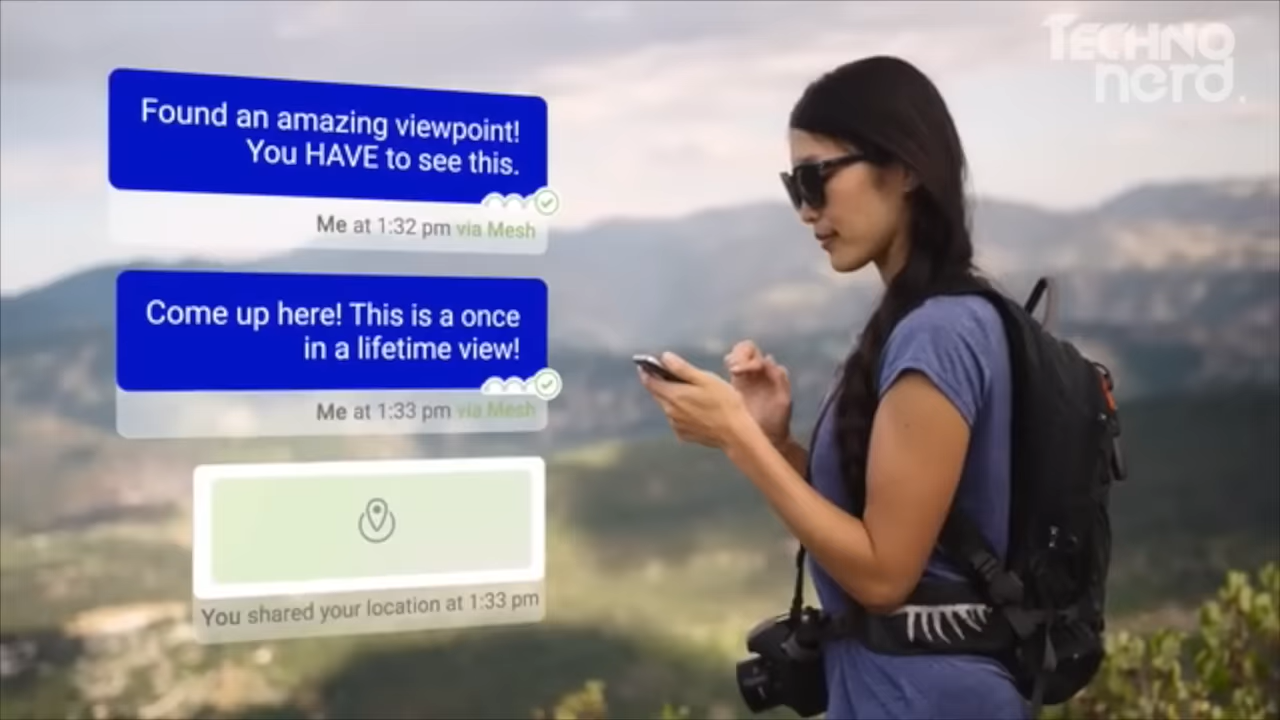 TECHNO
nerd.
Found an amazing viewpoint!
You HAVE to see this.
Me at 1:32 pm via Mesh
Come up here! This is a once
in a lifetime view!
Me at 1:33 pm via Mesh
You shared your location at 1:33 pm